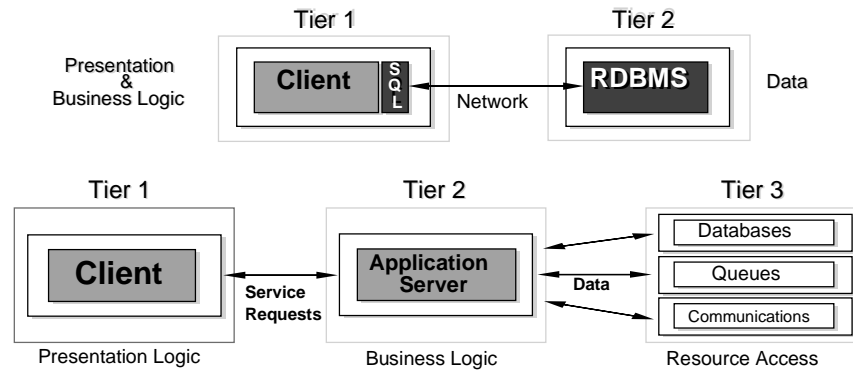 Tier 1
Tier 2
Presentation
&
Business Logic
Client
SQL
Network
RDBMS
Data
Tier 1
Tier 2
Tier 3
Client
Service
Requests
Application
Server
Data
Databases
Queues
Communications
Presentation Logic
Business Logic
Resource Access